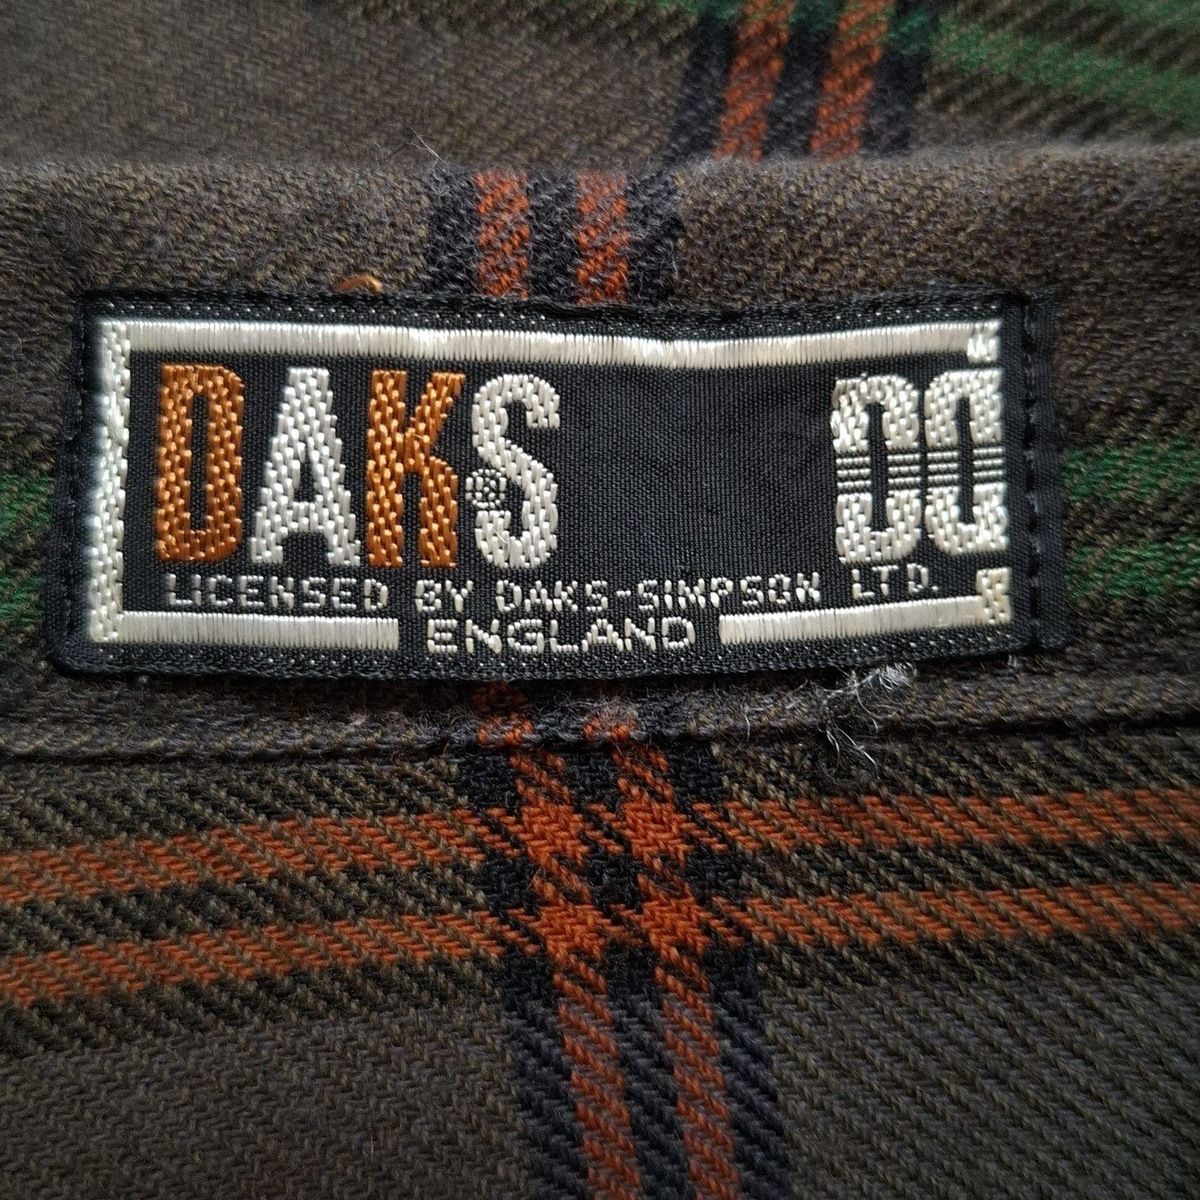 DAKS
LICENSED BY DAKS-SIMPSON LTD.
ENGLAND